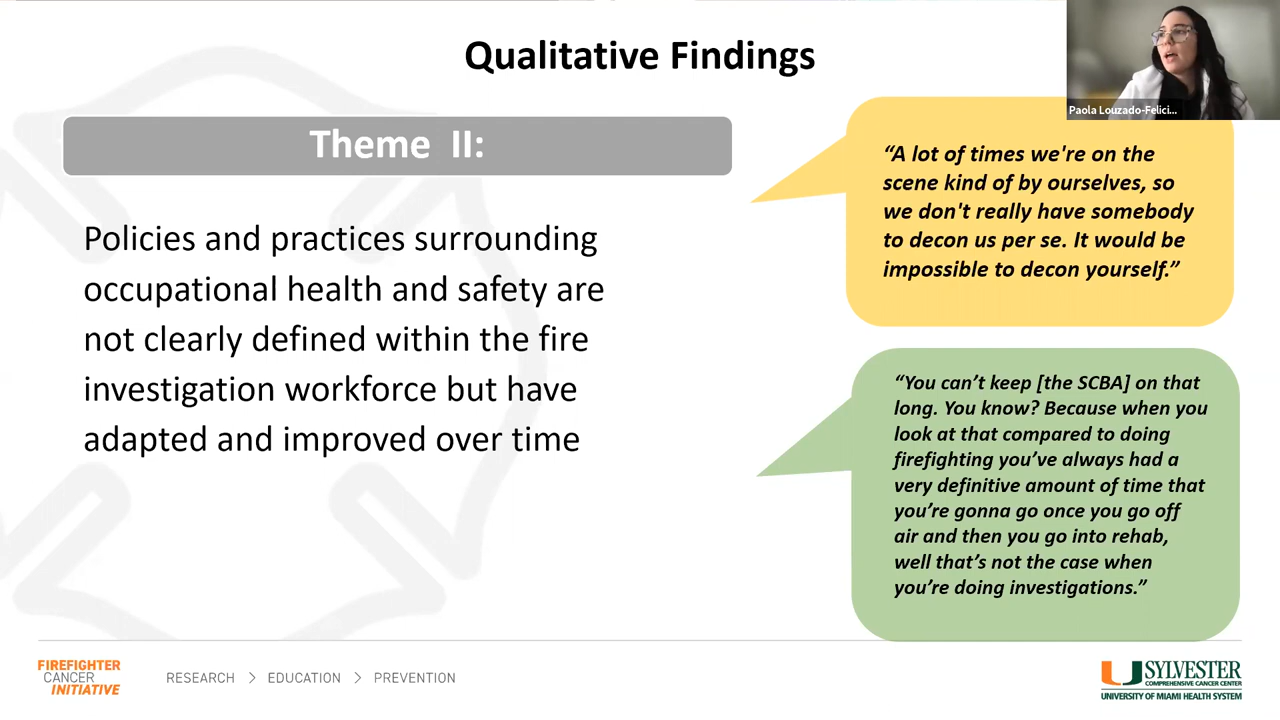 Qualitative Findings
Paola Louzado-Felici...
Theme II:
Policies and practices surrounding
occupational health and safety are
not clearly defined within the fire
investigation workforce but have
adapted and improved over time
“A lot of times we're on the
scene kind of by ourselves, so
we don't really have somebody
to decon us per se. It would be
impossible to decon yourself.”
“You can’t keep [the SCBA] on that
long. You know? Because when you
look at that compared to doing
firefighting you’ve always had a
very definitive amount of time that
you’re gonna go once you go off
air and then you go into rehab,
well that’s not the case when
you’re doing investigations.”
FIREFIGHTER
CANCER
INITIATIVE
RESEARCH > EDUCATION > PREVENTION
SYLVESTER
COMPREHENSIVE CANCER CENTER
UNIVERSITY OF MIAMI HEALTH SYSTEM